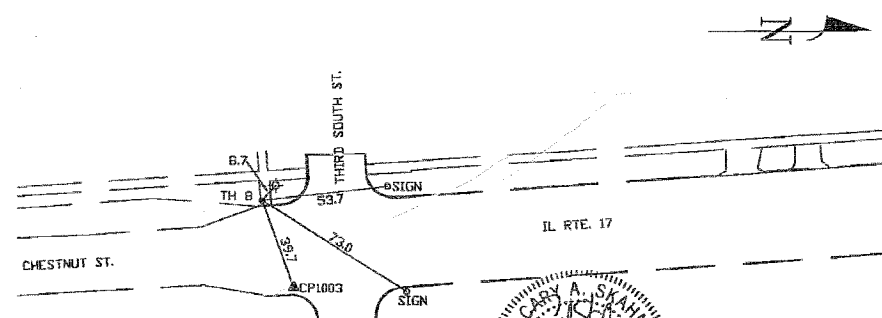 N
THIRD SOUTH ST.
6.7
TH 8
SIGN
53.7
IL RTE. 17
39.7
73.0
CHESTNUT ST.
CP1003
SIGN
CARY A. SKAHA